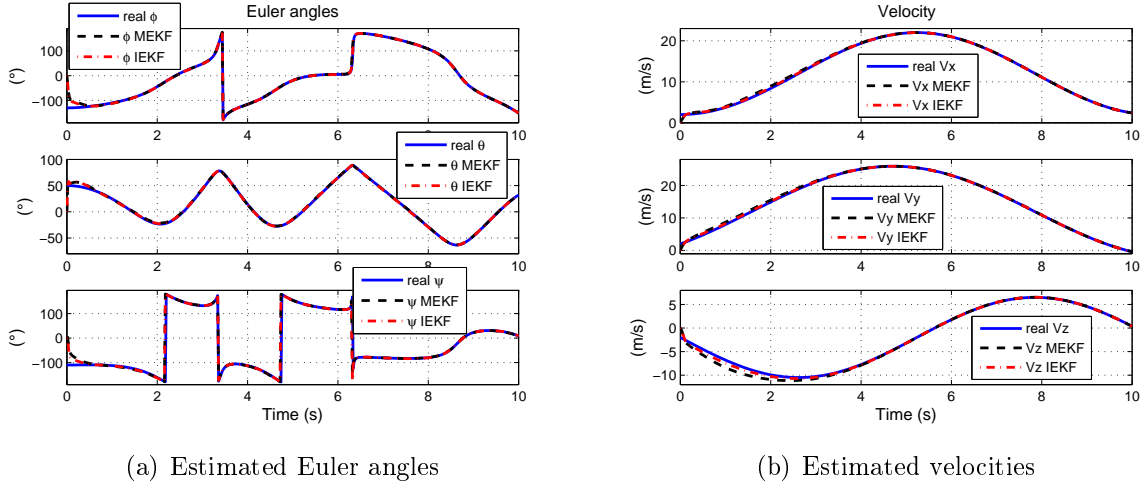 Euler angles
real ϕ
ϕ MEKF
ϕ IEKF
(°)
100
0
−100
0 2 4 6 8 10
real θ
θ MEKF
θ IEKF
(°)
100
50
0
−50
0 2 4 6 8 10
real ψ
ψ MEKF
ψ IEKF
(°)
100
0
−100
0 2 4 6 8 10
Time (s)
(a) Estimated Euler angles
Velocity
real Vx
Vx MEKF
Vx IEKF
(m/s)
20
10
0
0 2 4 6 8 10
real Vy
Vy MEKF
Vy IEKF
(m/s)
20
10
0
0 2 4 6 8 10
real Vz
Vz MEKF
Vz IEKF
(m/s)
5
0
−5
−10
0 2 4 6 8 10
Time (s)
(b) Estimated velocities